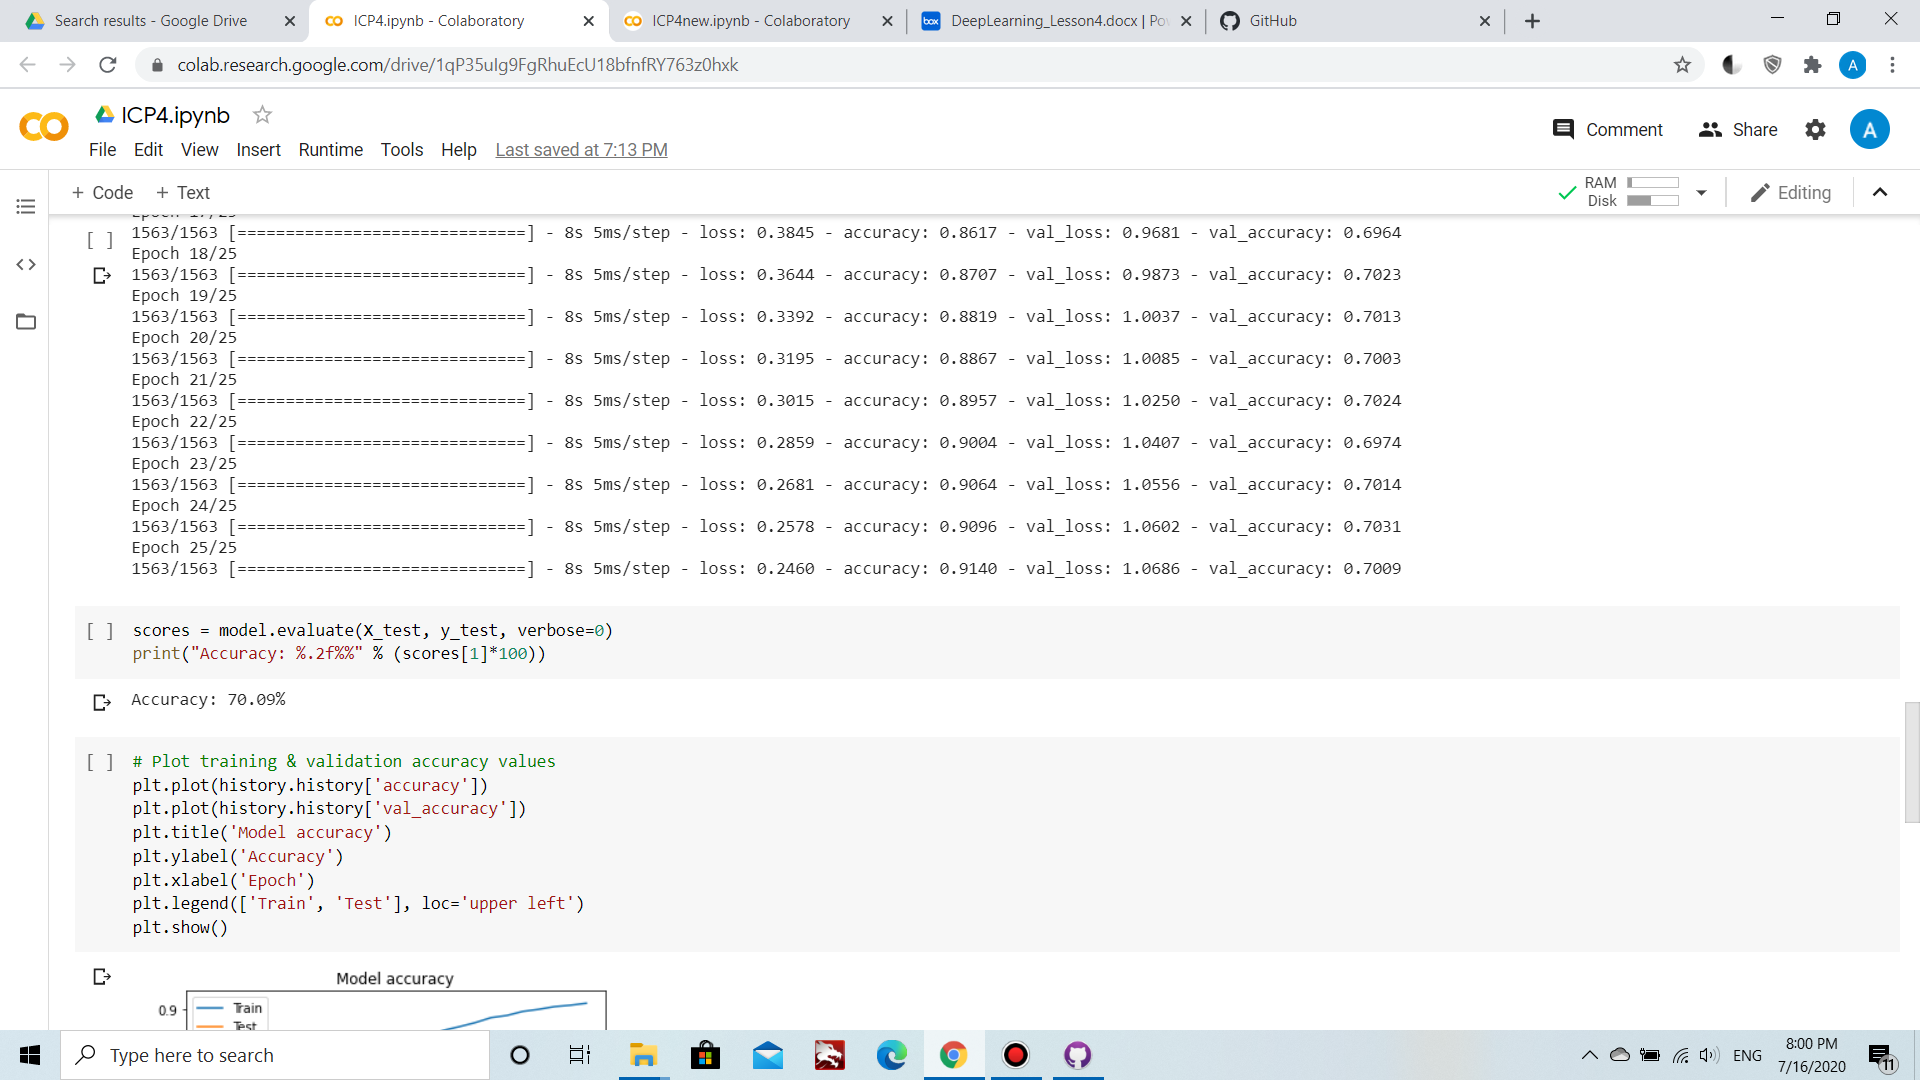 Search results - Google Drive
ICP4.ipynb - Colaboratory
ICP4new.ipynb - Colaboratory
box DeepLearning_Lesson4.docx | Po
GitHub
colab.research.google.com/drive/1qP35uIg9FgRhuEcU18bfnfRY763z0hxk
A
ICP4.ipynb
Comment
Share
A
File Edit View Insert Runtime Tools Help Last saved at 7:13 PM
+ Code + Text
RAM
Disk
Editing
Epoch 17/25
[ ] 1563/1563 [==============================] - 8s 5ms/step - loss: 0.3845 - accuracy: 0.8617 - val_loss: 0.9681 - val_accuracy: 0.6964
Epoch 18/25
1563/1563 [==============================] - 8s 5ms/step - loss: 0.3644 - accuracy: 0.8707 - val_loss: 0.9873 - val_accuracy: 0.7023
Epoch 19/25
1563/1563 [==============================] - 8s 5ms/step - loss: 0.3392 - accuracy: 0.8819 - val_loss: 1.0037 - val_accuracy: 0.7013
Epoch 20/25
1563/1563 [==============================] - 8s 5ms/step - loss: 0.3195 - accuracy: 0.8867 - val_loss: 1.0085 - val_accuracy: 0.7003
Epoch 21/25
1563/1563 [==============================] - 8s 5ms/step - loss: 0.3015 - accuracy: 0.8957 - val_loss: 1.0250 - val_accuracy: 0.7024
Epoch 22/25
1563/1563 [==============================] - 8s 5ms/step - loss: 0.2859 - accuracy: 0.9004 - val_loss: 1.0407 - val_accuracy: 0.6974
Epoch 23/25
1563/1563 [==============================] - 8s 5ms/step - loss: 0.2681 - accuracy: 0.9064 - val_loss: 1.0556 - val_accuracy: 0.7014
Epoch 24/25
1563/1563 [==============================] - 8s 5ms/step - loss: 0.2578 - accuracy: 0.9096 - val_loss: 1.0602 - val_accuracy: 0.7031
Epoch 25/25
1563/1563 [==============================] - 8s 5ms/step - loss: 0.2460 - accuracy: 0.9140 - val_loss: 1.0686 - val_accuracy: 0.7009
[ ] scores = model.evaluate(X_test, y_test, verbose=0)
print("Accuracy: %.2f%%" % (scores[1]*100))
Accuracy: 70.09%
[ ] # Plot training & validation accuracy values
plt.plot(history.history['accuracy'])
plt.plot(history.history['val_accuracy'])
plt.title('Model accuracy')
plt.ylabel('Accuracy')
plt.xlabel('Epoch')
plt.legend(['Train', 'Test'], loc='upper left')
plt.show()
Model accuracy
0.9
Train
Test
Type here to search
ENG
8:00 PM
7/16/2020
11